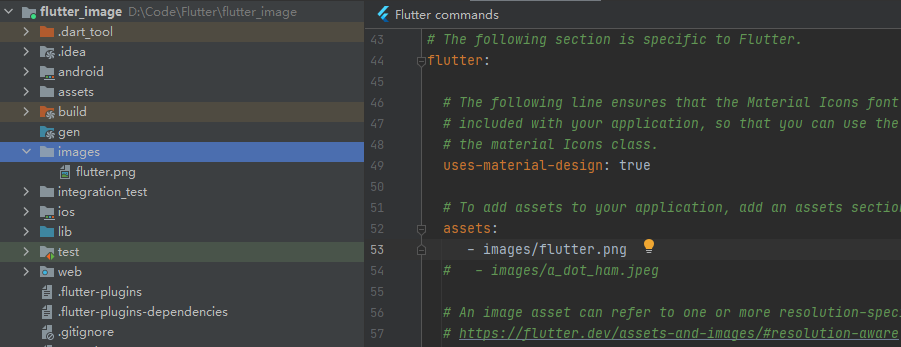 flutter_image D:\Code\Flutter\flutter_image
.dart_tool
.idea
android
assets
build
gen
images
flutter.png
integration_test
ios
lib
test
web
.flutter-plugins
.flutter-plugins-dependencies
.gitignore
Flutter commands
43 # The following section is specific to Flutter.
44 flutter:
45
46 # The following line ensures that the Material Icons font
47 # included with your application, so that you can use the
48 # the material Icons class.
49 uses-material-design: true
50
51 # To add assets to your application, add an assets section
52 assets:
53 - images/flutter.png
54 # - images/a_dot_ham.jpeg
55
56 # An image asset can refer to one or more resolution-speci
57 # https://flutter.dev/assets-and-images/#resolution-aware